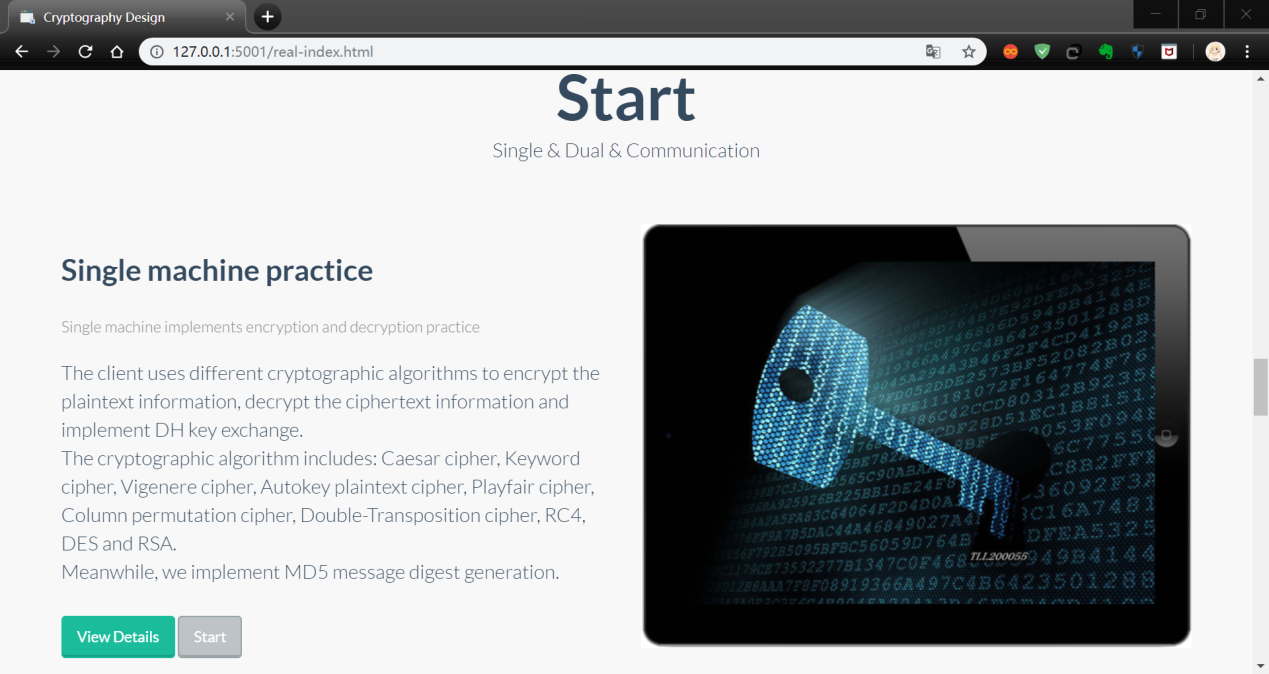 Cryptography Design
127.0.0.1:5001/real-index.html
Start
Single & Dual & Communication
Single machine practice
Single machine implements encryption and decryption practice
The client uses different cryptographic algorithms to encrypt the
plaintext information, decrypt the ciphertext information and
implement DH key exchange.
The cryptographic algorithm includes: Caesar cipher, Keyword
cipher, Vigenere cipher, Autokey plaintext cipher, Playfair cipher,
Column permutation cipher, Double-Transposition cipher, RC4,
DES and RSA.
Meanwhile, we implement MD5 message digest generation.
View Details Start
TLL200055